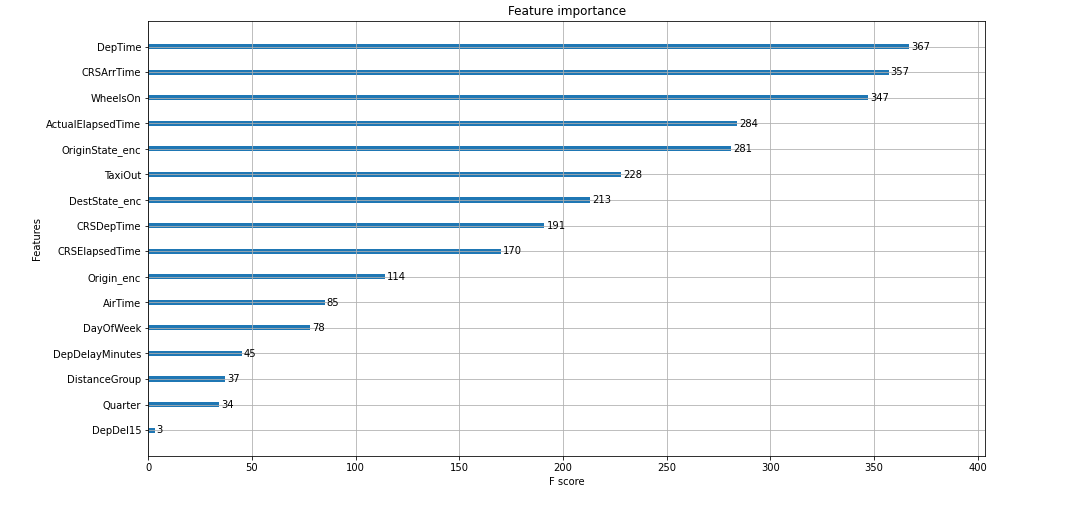 Feature importance
DepTime 367
CRSArrTime 357
WheelsOn 347
ActualElapsedTime 284
OriginState_enc 281
TaxiOut 228
DestState_enc 213
CRSDepTime 191
CRSElapsedTime 170
Origin_enc 114
AirTime 85
DayOfWeek 78
DepDelayMinutes 45
DistanceGroup 37
Quarter 34
DepDel15 3
Features
0 50 100 150 200 250 300 350 400
F score